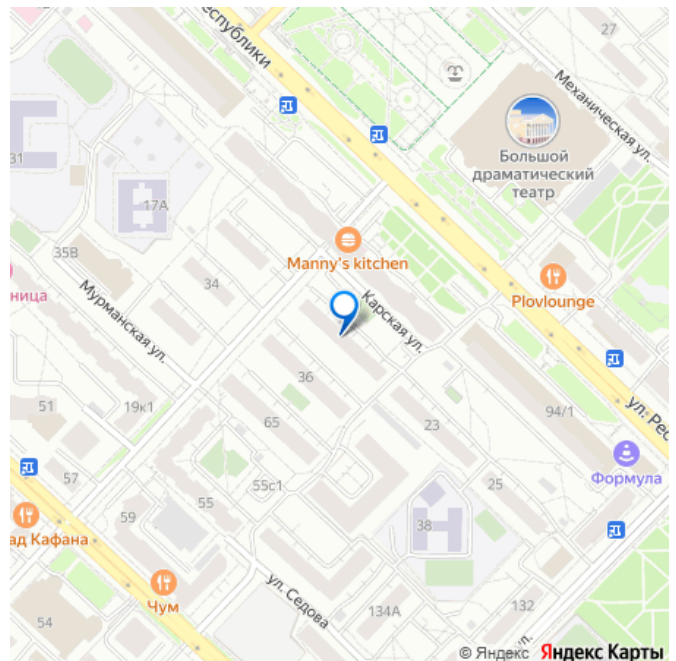 еспублики
27
Механическая ул.
Большой
драматический
театр
31
17А
35В
34
Manny's kitchen
Plovlounge
ница
Мурманская ул.
Карская ул.
36
51
19к1
65
23
94/1
ул. Рес
Формула
57
55с1
25
59
55
38
ад Кафана
Чум
ул. Седова
54
134А
132
ул.
© Яндекс Яндекс Карты